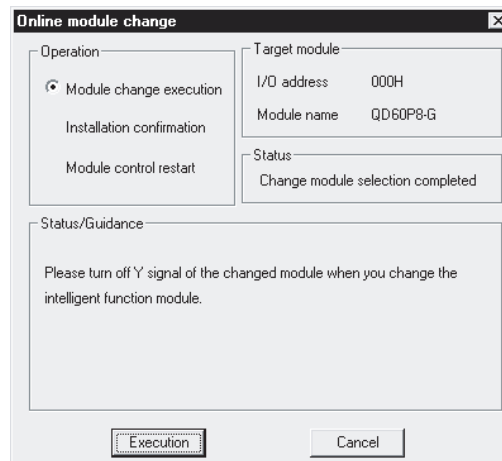 Online module change
Operation
Module change execution
Installation confirmation
Module control restart
Target module
I/O address 000H
Module name QD60P8-G
Status
Change module selection completed
Status/Guidance
Please turn off Y signal of the changed module when you change the
intelligent function module.
Execution Cancel